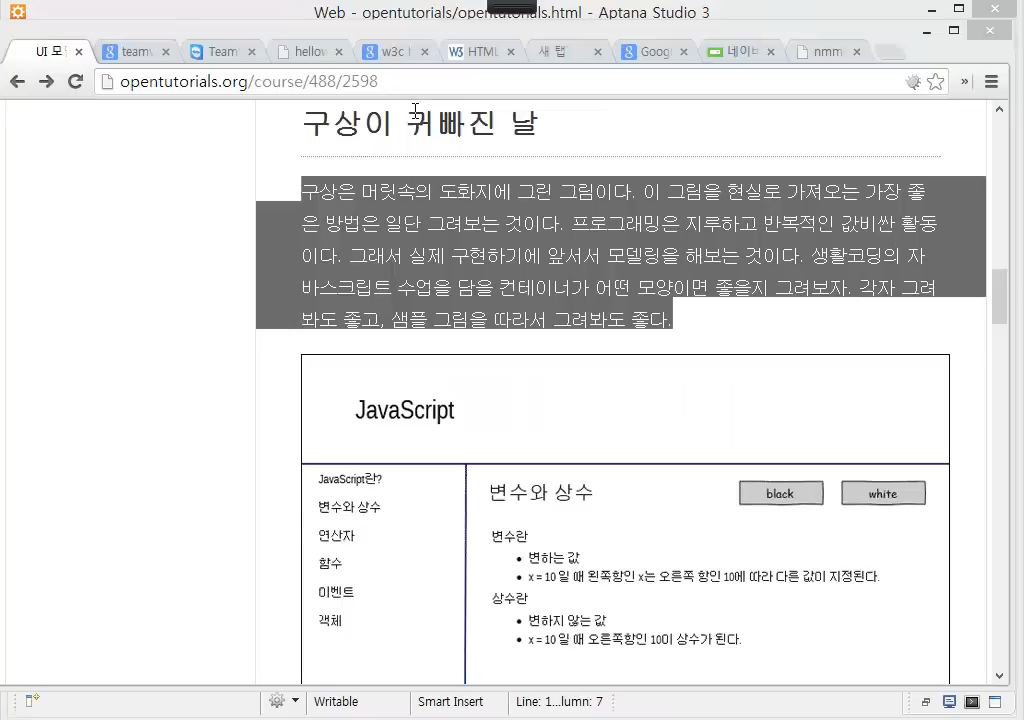 Web - opentutorials/opentutorials.html - Aptana Studio 3
UI 모
teamv
Team
hellow
w3c h
HTML
새 탭
Goog
네이버
nmm
opentutorials.org/course/488/2598
구상이 귀빠진 날
구상은 머릿속의 도화지에 그린 그림이다. 이 그림을 현실로 가져오는 가장 좋
은 방법은 일단 그려보는 것이다. 프로그래밍은 지루하고 반복적인 값비싼 활동
이다. 그래서 실제 구현하기에 앞서서 모델링을 해보는 것이다. 생활코딩의 자
바스크립트 수업을 담을 컨테이너가 어떤 모양이면 좋을지 그려보자. 각자 그려
봐도 좋고, 샘플 그림을 따라서 그려봐도 좋다.
JavaScript
JavaScript란?
변수와 상수
연산자
함수
이벤트
객체
변수와 상수
black
white
변수란
변하는 값
x = 10 일 때 왼쪽항인 x는 오른쪽 항인 10에 따라 다른 값이 지정된다.
상수란
변하지 않는 값
x = 10 일 때 오른쪽항인 10이 상수가 된다.
Writable
Smart Insert
Line: 1...lumn: 7